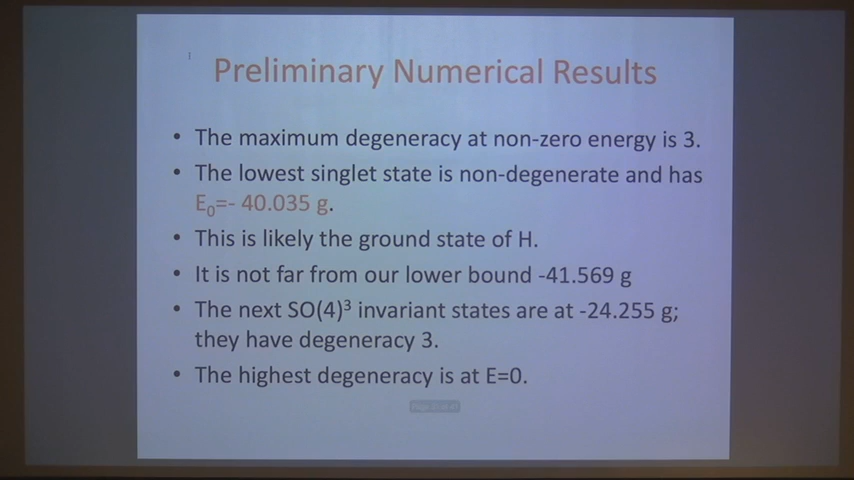 Preliminary Numerical Results
• The maximum degeneracy at non-zero energy is 3.
• The lowest singlet state is non-degenerate and has
E₀=- 40.035 g.
• This is likely the ground state of H.
• It is not far from our lower bound -41.569 g
• The next SO(4)³ invariant states are at -24.255 g;
they have degeneracy 3.
• The highest degeneracy is at E=0.